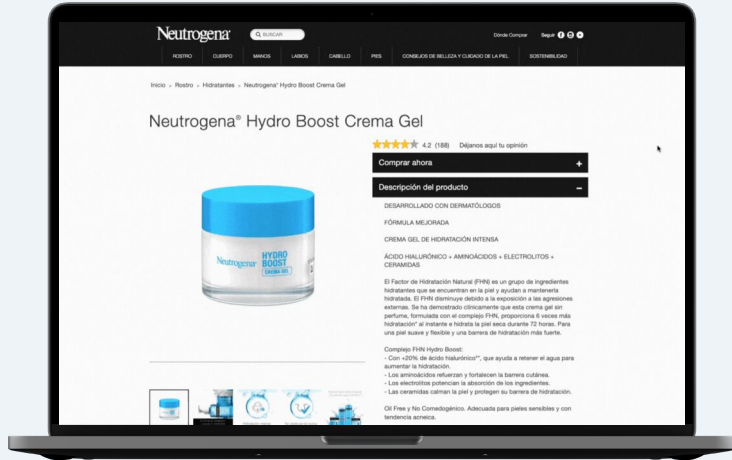 Neutrogena®
BUSCAR
Dónde Comprar
Seguir
ROSTRO
CUERPO
MANOS
LABIOS
CABELLO
PIES
CONSEJOS DE BELLEZA Y CUIDADO DE LA PIEL
SOSTENIBILIDAD
Inicio > Rostro > Hidratantes > Neutrogena® Hydro Boost Crema Gel
Neutrogena® Hydro Boost Crema Gel
4.2 (188) Déjanos aquí tu opinión
Comprar ahora +
Descripción del producto –
DESARROLLADO CON DERMATÓLOGOS
FÓRMULA MEJORADA
CREMA GEL DE HIDRATACIÓN INTENSA
ÁCIDO HIALURÓNICO + AMINOÁCIDOS + ELECTROLITOS +
CERAMIDAS
El Factor de Hidratación Natural (FHN) es un grupo de ingredientes
hidratantes que se encuentran en la piel y ayudan a mantenerla
hidratada. El FHN disminuye debido a la exposición a las agresiones
externas. Se ha demostrado clínicamente que esta crema gel sin
perfume, formulada con el complejo FHN, proporciona 6 veces más
hidratación* al instante e hidrata la piel seca durante 72 horas. Para
una piel suave y flexible y una barrera de hidratación más fuerte.
Complejo FHN Hydro Boost:
- Con +20% de ácido hialurónico**, que ayuda a retener el agua para
aumentar la hidratación.
- Los aminoácidos refuerzan y fortalecen la barrera cutánea.
- Los electrolitos potencian la absorción de los ingredientes.
- Las ceramidas calman la piel y protegen su barrera de hidratación.
Oil Free y No Comedogénico. Adecuada para pieles sensibles y con
tendencia acneica.
Neutrogena
HYDRO
BOOST
CREMA GEL